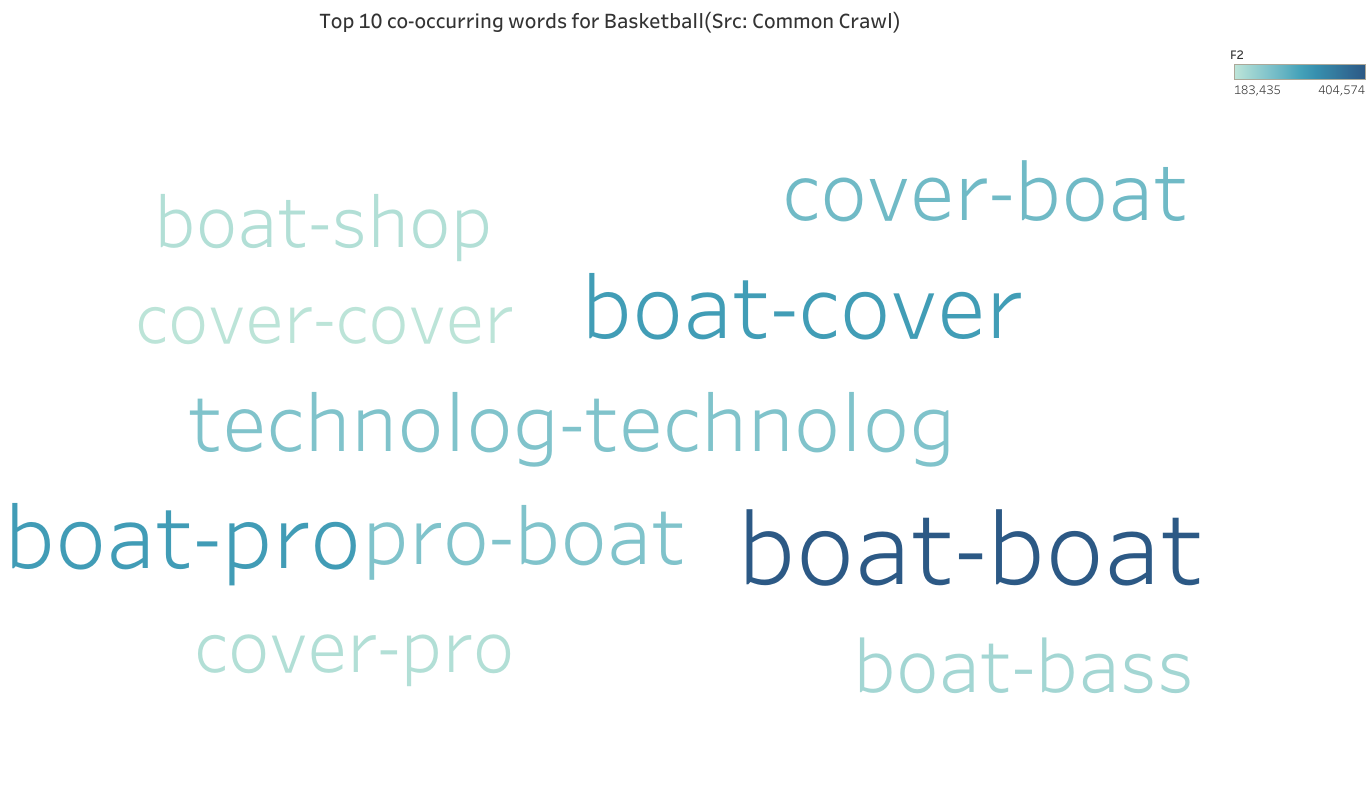 Top 10 co-occurring words for Basketball(Src: Common Crawl)
F2
183,435 404,574
cover-boat
boat-shop
boat-cover
cover-cover
technolog-technolog
boat-pro pro-boat boat-boat
cover-pro
boat-bass